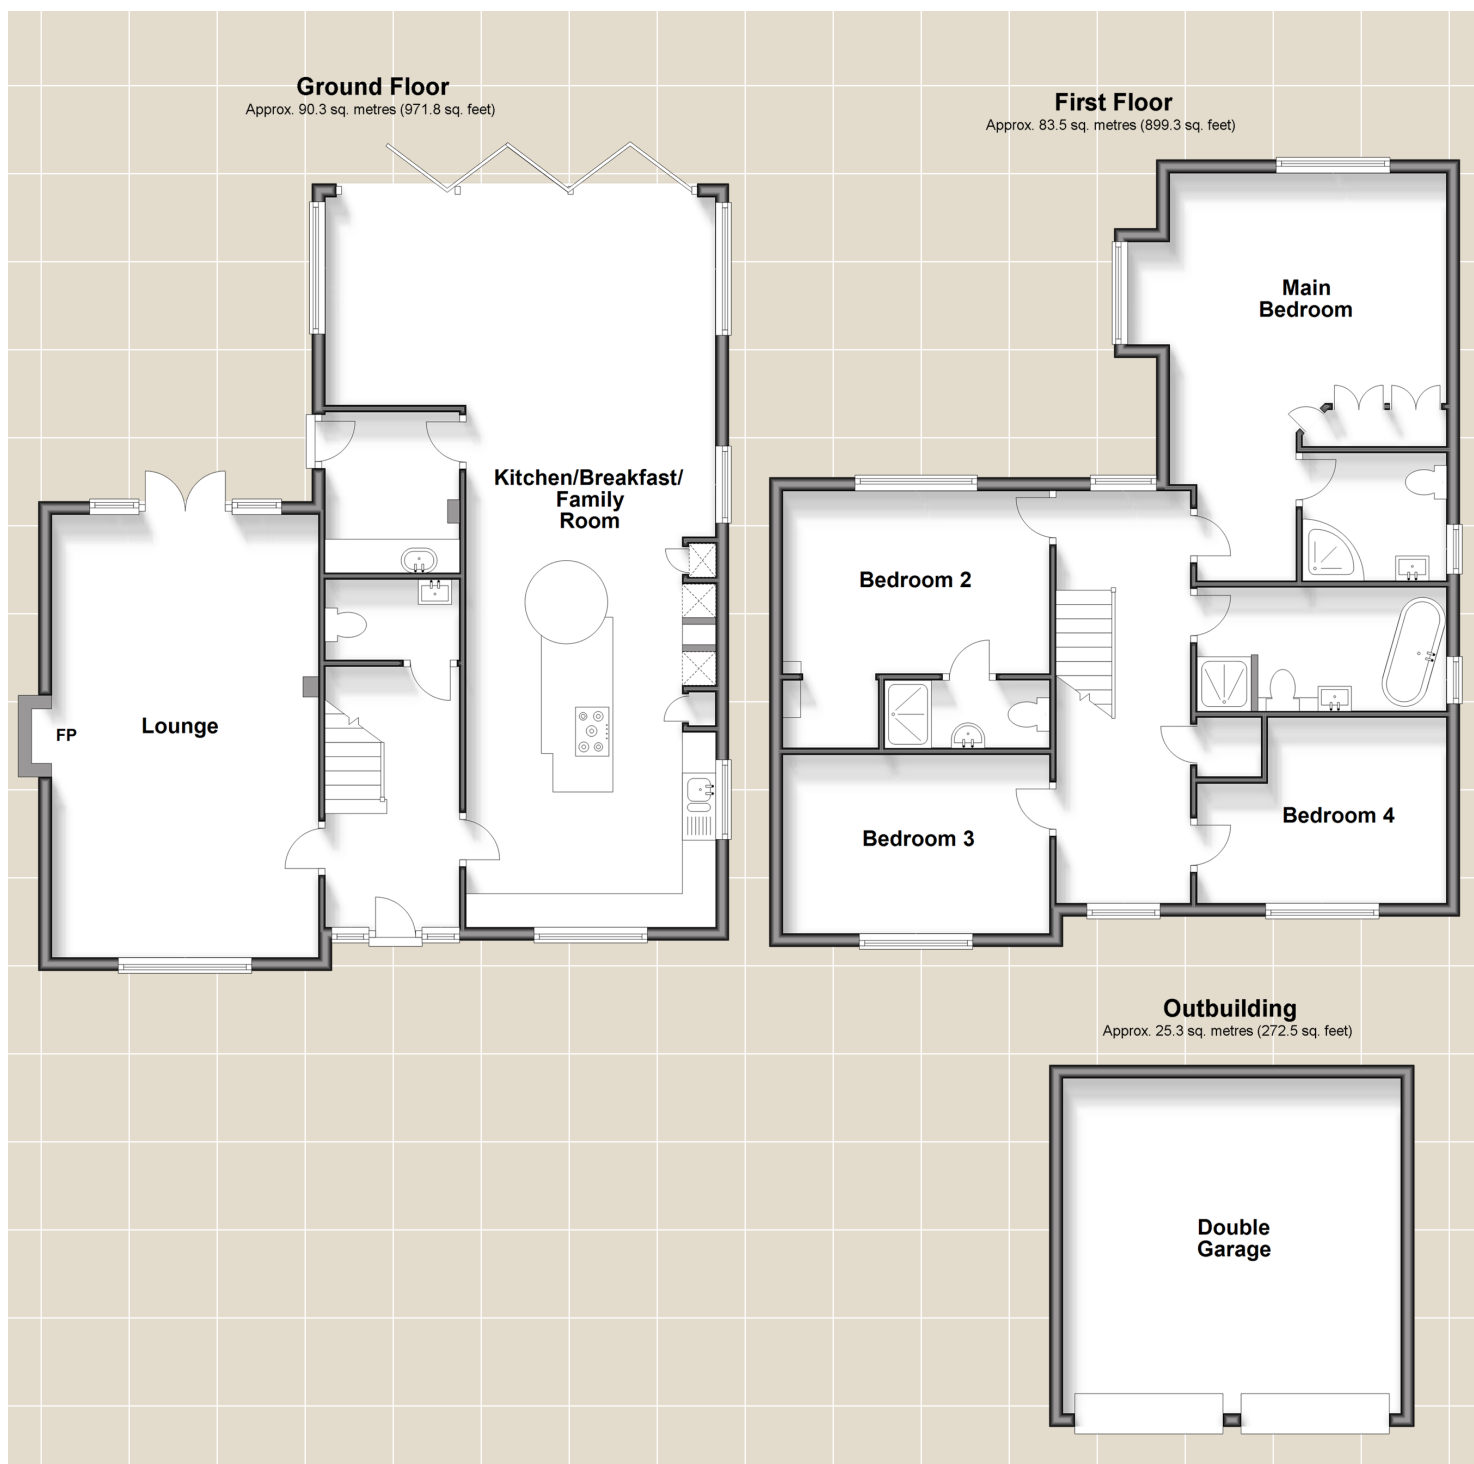 Ground Floor
Approx. 90.3 sq. metres (971.8 sq. feet)
Kitchen/Breakfast/
Family
Room
Lounge
FP
First Floor
Approx. 83.5 sq. metres (899.3 sq. feet)
Main
Bedroom
Bedroom 2
Bedroom 3
Bedroom 4
Outbuilding
Approx. 25.3 sq. metres (272.5 sq. feet)
Double
Garage